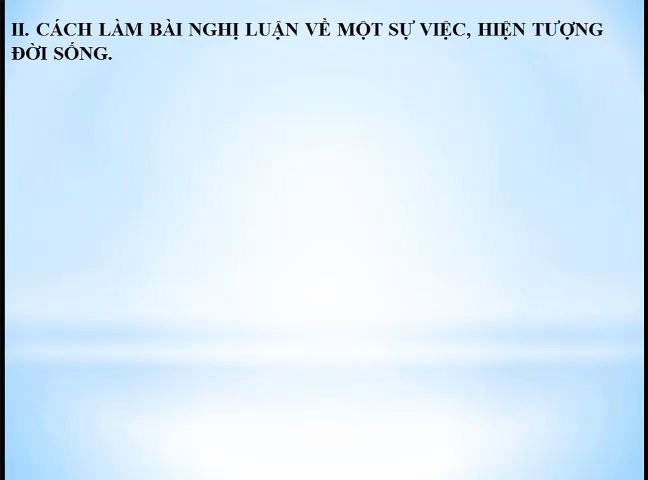 II. CÁCH LÀM BÀI NGHỊ LUẬN VỀ MỘT SỰ VIỆC, HIỆN TƯỢNG
ĐỜI SỐNG.